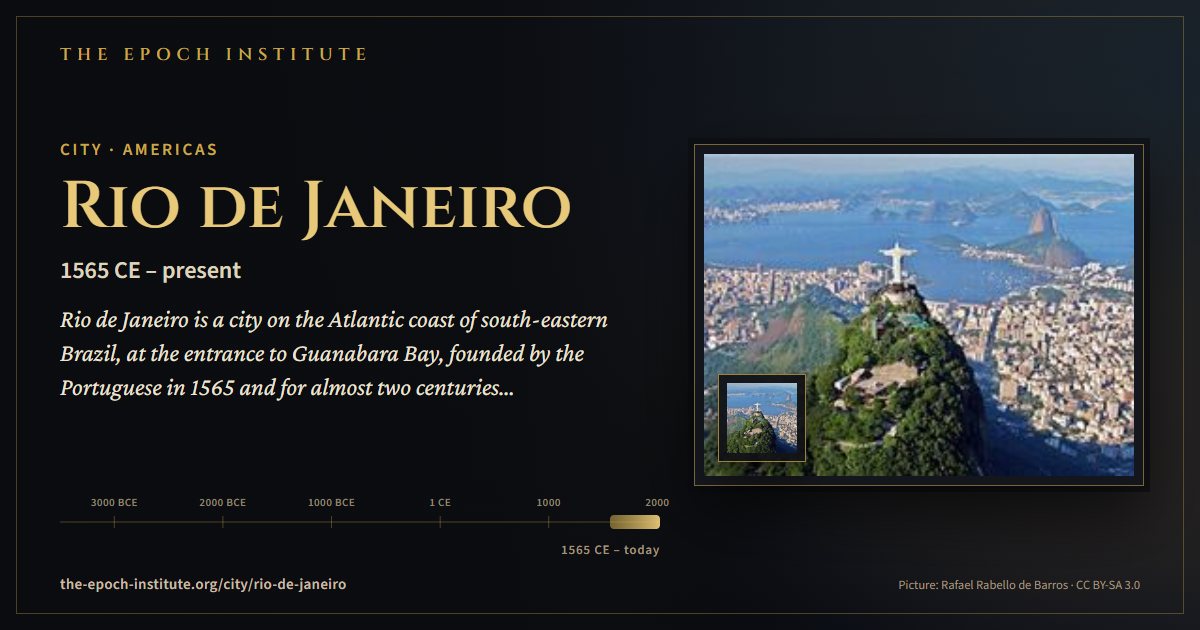 THE EPOCH INSTITUTE
CITY · AMERICAS
RIO DE JANEIRO
1565 CE – present
Rio de Janeiro is a city on the Atlantic coast of south-eastern
Brazil, at the entrance to Guanabara Bay, founded by the
Portuguese in 1565 and for almost two centuries...
3000 BCE 2000 BCE 1000 BCE 1 CE 1000 2000
1565 CE – today
the-epoch-institute.org/city/rio-de-janeiro
Picture: Rafael Rabello de Barros · CC BY-SA 3.0